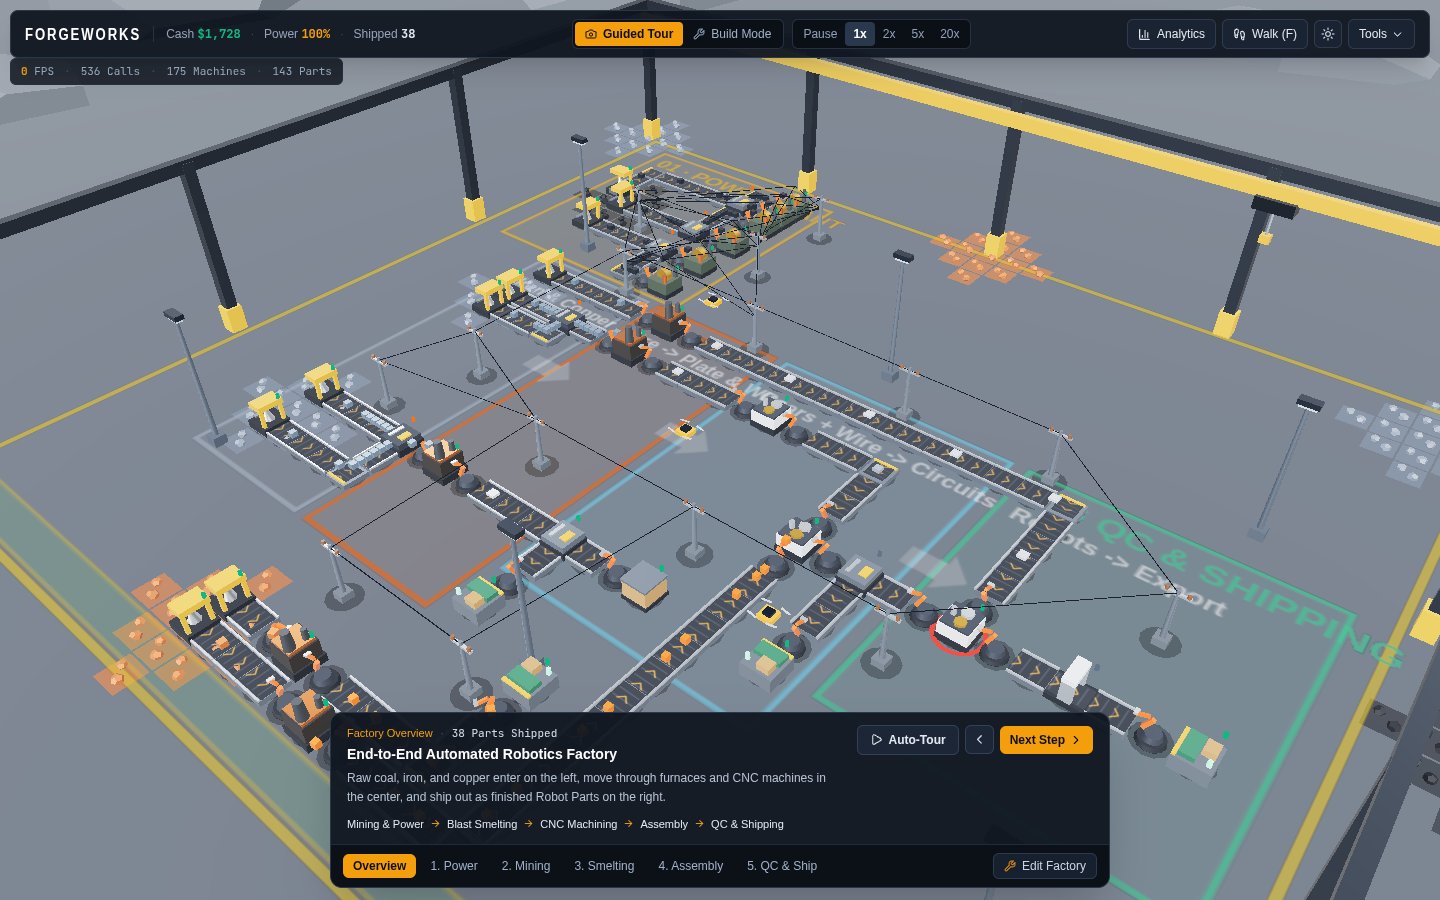 FORGEWORKS
Cash $1,728 · Power 100% · Shipped 38
Guided Tour
Build Mode
Pause 1x 2x 5x 20x
Analytics
Walk (F)
Tools
0 FPS · 536 Calls · 175 Machines · 143 Parts
01 · POWER
-> Plate &
+ Wire -> Circuits
QC & SHIPPING
-> Export
Factory Overview · 38 Parts Shipped
End-to-End Automated Robotics Factory
Raw coal, iron, and copper enter on the left, move through furnaces and CNC machines in
the center, and ship out as finished Robot Parts on the right.
Mining & Power → Blast Smelting → CNC Machining → Assembly → QC & Shipping
Auto-Tour
Next Step
Overview
1. Power
2. Mining
3. Smelting
4. Assembly
5. QC & Ship
Edit Factory